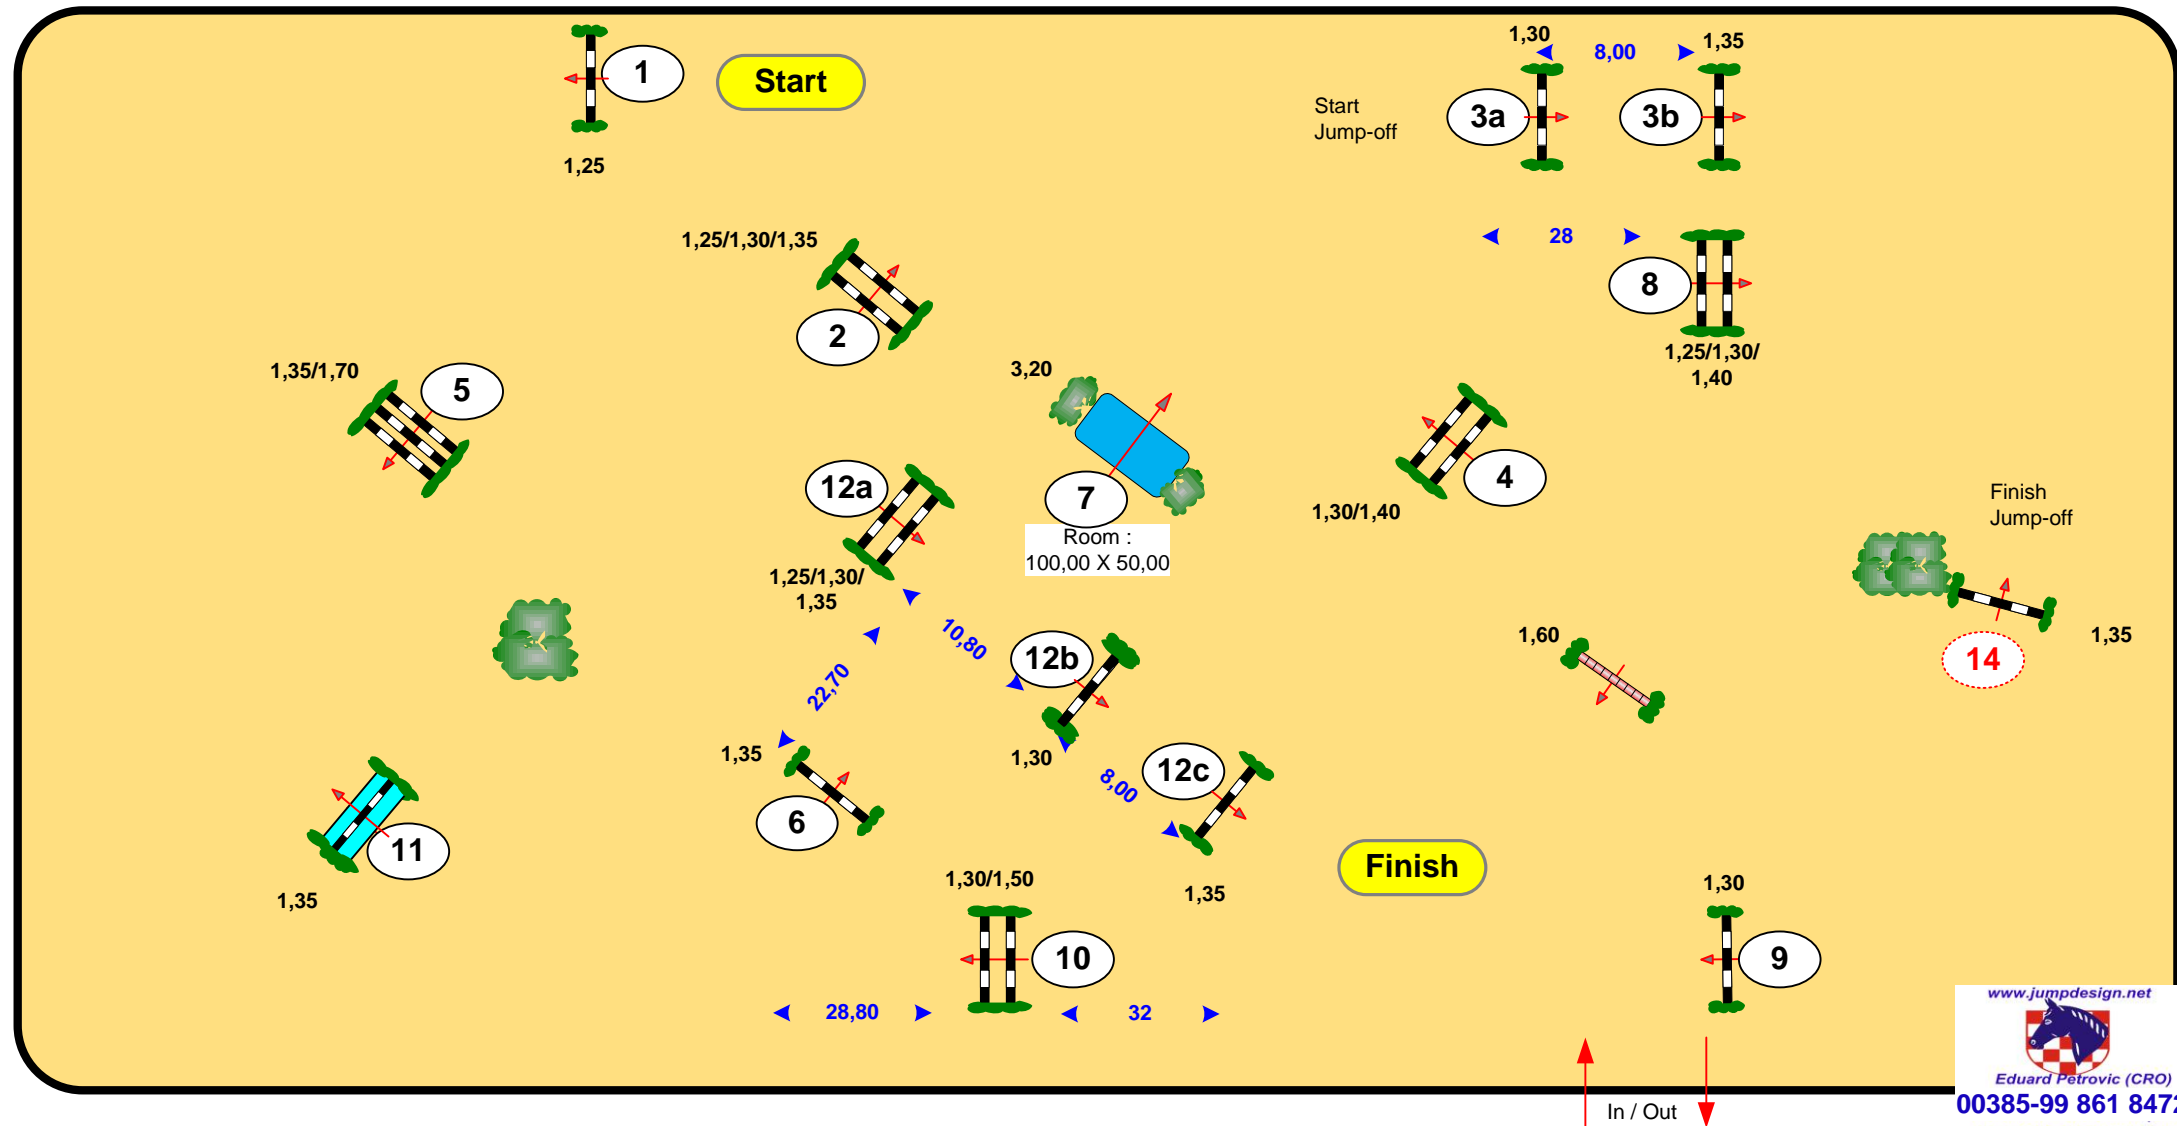 1
Start
1,25
1,30
8,00
1,35
Start
Jump-off
3a
3b
1,25/1,30/1,35
2
28
8
1,25/1,30/
1,40
1,35/1,70
5
3,20
7
Room :
100,00 X 50,00
4
1,30/1,40
12a
1,25/1,30/
1,35
Finish
Jump-off
14
1,35
10,80
22,70
12b
1,30
1,60
1,35
6
8,00
12c
1,35
11
1,35
Finish
1,30/1,50
10
28,80
32
1,30
9
In / Out
www.jumpdesign.net
Eduard Petrovic (CRO)
00385-99 861 8472